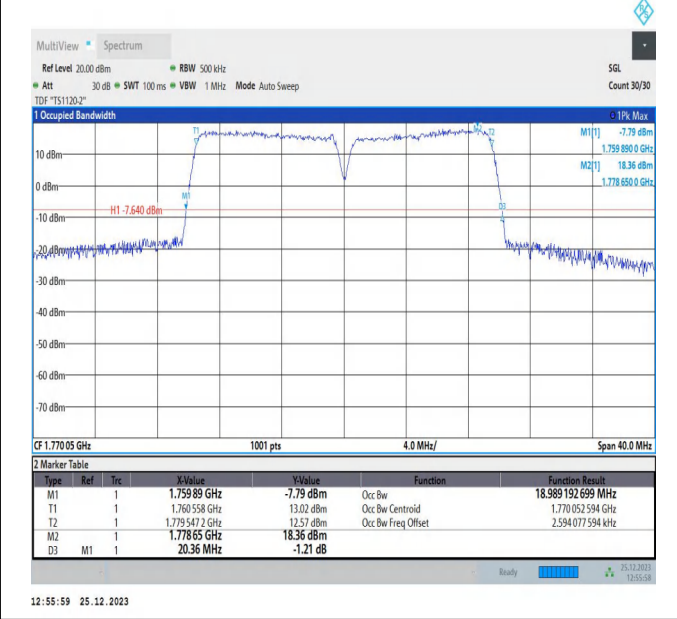 R S
MultiView Spectrum
Ref Level 20.00 dBm RBW 500 kHz SGL
Att 30 dB SWT 100 ms VBW 1 MHz Mode Auto Sweep Count 30/30
TDF "TS1120-2"
1 Occupied Bandwidth 1Pk Max
M1[1] -7.79 dBm
1.759 890 0 GHz
M2[1] 18.36 dBm
1.778 650 0 GHz
T1 M2 T2
10 dBm
0 dBm
M1 D3
H1 -7.640 dBm
-10 dBm
-20 dBm
-30 dBm
-40 dBm
-50 dBm
-60 dBm
-70 dBm
CF 1.770 05 GHz 1001 pts 4.0 MHz/ Span 40.0 MHz
2 Marker Table
Type Ref Trc X-Value Y-Value Function Function Result
M1 1 1.759 89 GHz -7.79 dBm Occ Bw 18.989 192 699 MHz
T1 1 1.760 558 GHz 13.02 dBm Occ Bw Centroid 1.770 052 594 GHz
T2 1 1.779 547 2 GHz 12.57 dBm Occ Bw Freq Offset 2.594 077 594 kHz
M2 1 1.778 65 GHz 18.36 dBm
D3 M1 1 20.36 MHz -1.21 dB
Ready 25.12.2023
12:55:58
12:55:59 25.12.2023